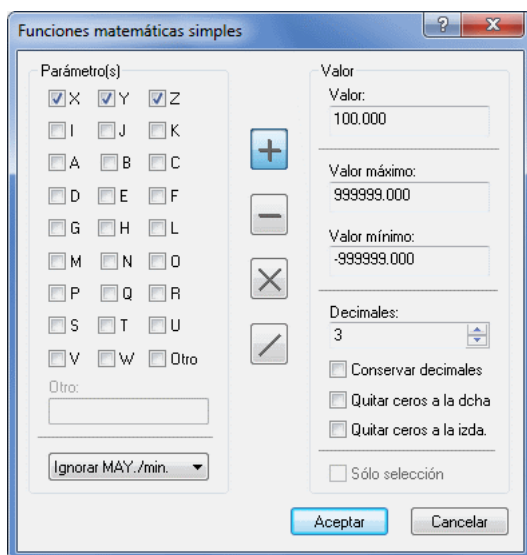 Funciones matemáticas simples
Parámetro(s)
X Y Z
I J K
A B C
D E F
G H L
M N O
P Q R
S T U
V W Otro
Otro:
Ignorar MAY./min.
Valor
Valor:
100.000
Valor máximo:
999999.000
Valor mínimo:
-999999.000
Decimales:
3
Conservar decimales
Quitar ceros a la dcha
Quitar ceros a la izda.
Sólo selección
Aceptar Cancelar